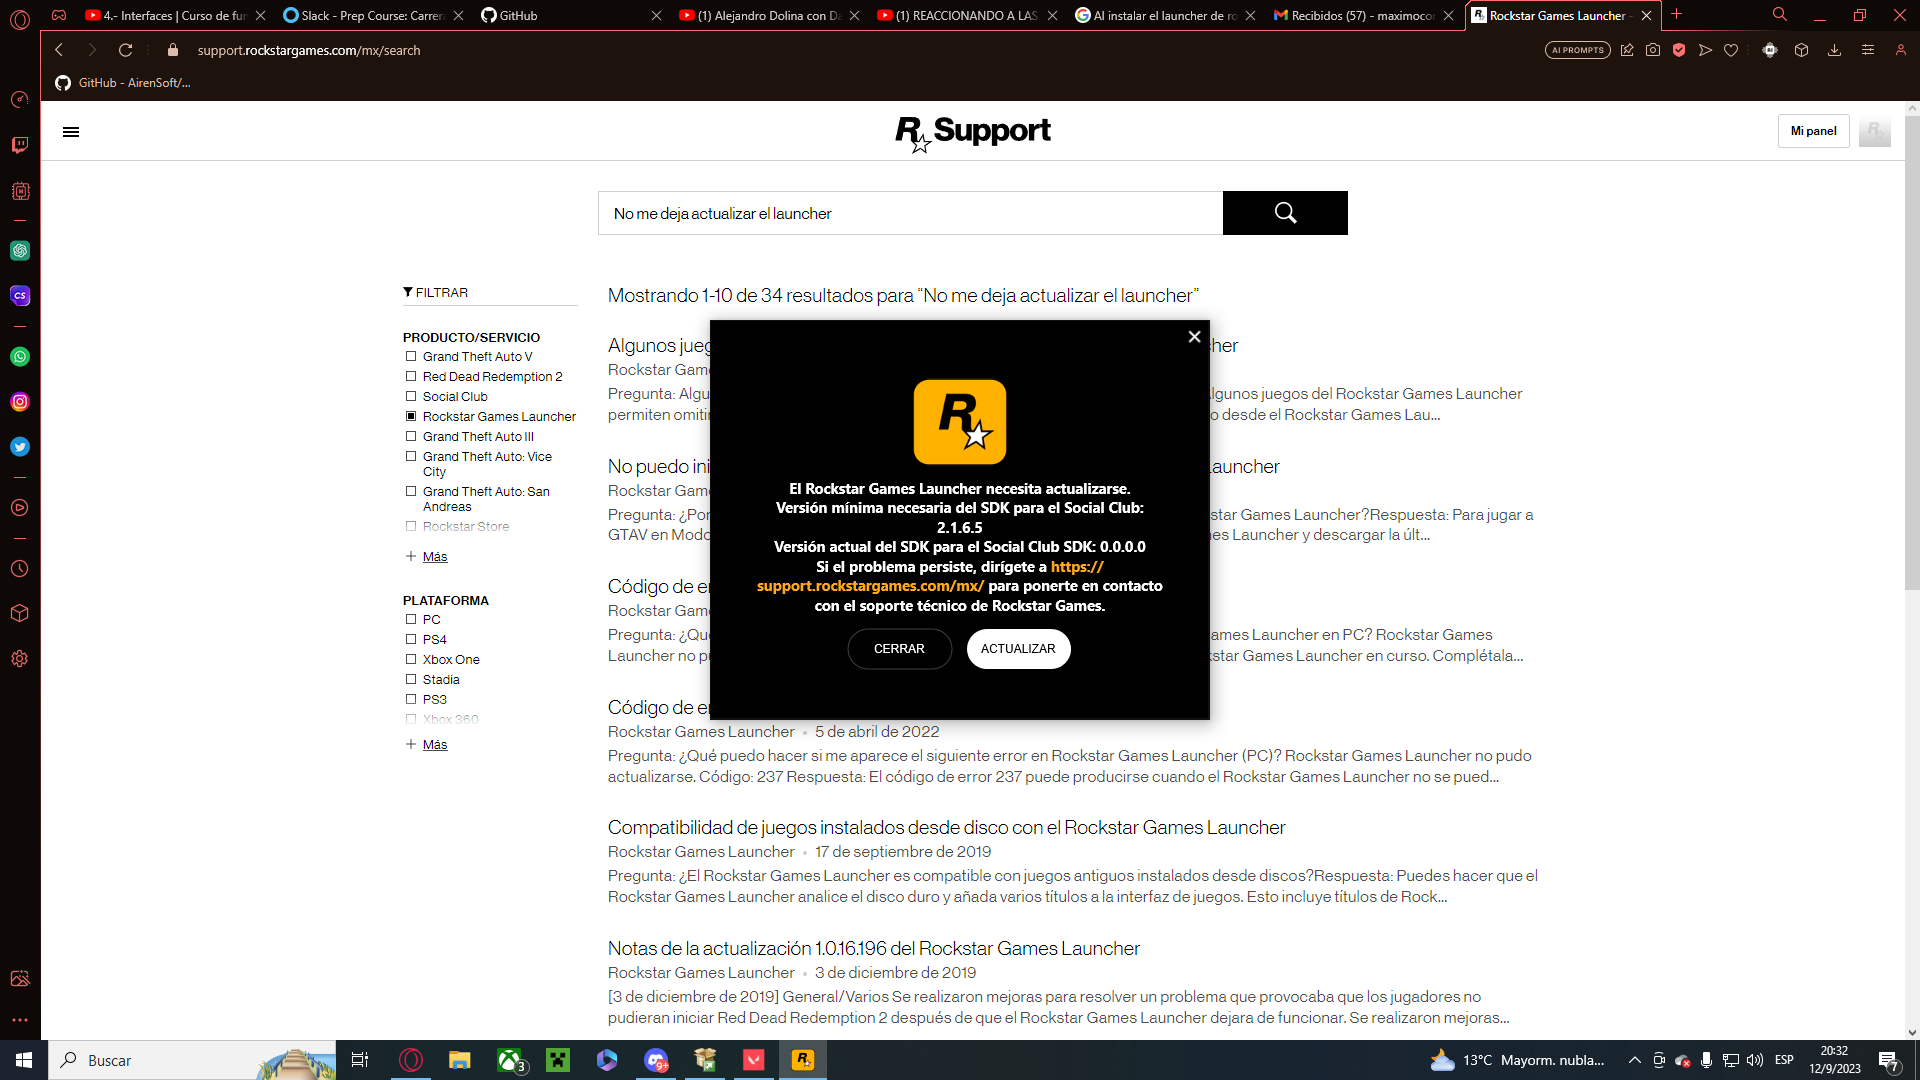 4.- Interfaces | Curso de fun
Slack - Prep Course: Carrera
GitHub
(1) Alejandro Dolina con Da
(1) REACCIONANDO A LAS
Al instalar el launcher de ro
Recibidos (57) - maximocor
Rockstar Games Launcher -
support.rockstargames.com/mx/search
AI PROMPTS
GitHub - AirenSoft/...
R Support
Mi panel
No me deja actualizar el launcher
FILTRAR
Mostrando 1-10 de 34 resultados para “No me deja actualizar el launcher”
PRODUCTO/SERVICIO
Grand Theft Auto V
Red Dead Redemption 2
Social Club
Rockstar Games Launcher
Grand Theft Auto III
Grand Theft Auto: Vice
City
Grand Theft Auto: San
Andreas
Rockstar Store
+ Más
PLATAFORMA
PC
PS4
Xbox One
Stadia
PS3
Xbox 360
+ Más
Algunos jueg
cher
Rockstar Gam
Pregunta: Algu
lgunos juegos del Rockstar Games Launcher
permiten omitir
o desde el Rockstar Games Lau...
No puedo ini
Launcher
Rockstar Gam
Pregunta: ¿Por
star Games Launcher?Respuesta: Para jugar a
GTAV en Modo
es Launcher y descargar la últ...
Código de er
Rockstar Gam
Pregunta: ¿Qu
ames Launcher en PC? Rockstar Games
Launcher no pu
kstar Games Launcher en curso. Complétala...
Código de er
Rockstar Games Launcher • 5 de abril de 2022
Pregunta: ¿Qué puedo hacer si me aparece el siguiente error en Rockstar Games Launcher (PC)? Rockstar Games Launcher no pudo
actualizarse. Código: 237 Respuesta: El código de error 237 puede producirse cuando el Rockstar Games Launcher no se pued...
Compatibilidad de juegos instalados desde disco con el Rockstar Games Launcher
Rockstar Games Launcher • 17 de septiembre de 2019
Pregunta: ¿El Rockstar Games Launcher es compatible con juegos antiguos instalados desde discos?Respuesta: Puedes hacer que el
Rockstar Games Launcher analice el disco duro y añada varios títulos a la interfaz de juegos. Esto incluye títulos de Rock...
Notas de la actualización 1.0.16.196 del Rockstar Games Launcher
Rockstar Games Launcher • 3 de diciembre de 2019
[3 de diciembre de 2019] General/Varios Se realizaron mejoras para resolver un problema que provocaba que los jugadores no
pudieran iniciar Red Dead Redemption 2 después de que el Rockstar Games Launcher dejara de funcionar. Se realizaron mejoras...
R
El Rockstar Games Launcher necesita actualizarse.
Versión mínima necesaria del SDK para el Social Club:
2.1.6.5
Versión actual del SDK para el Social Club SDK: 0.0.0.0
Si el problema persiste, dirígete a https://
support.rockstargames.com/mx/ para ponerte en contacto
con el soporte técnico de Rockstar Games.
CERRAR
ACTUALIZAR
Buscar
3
9+
13°C Mayorm. nubla...
ESP
20:32
12/9/2023
7